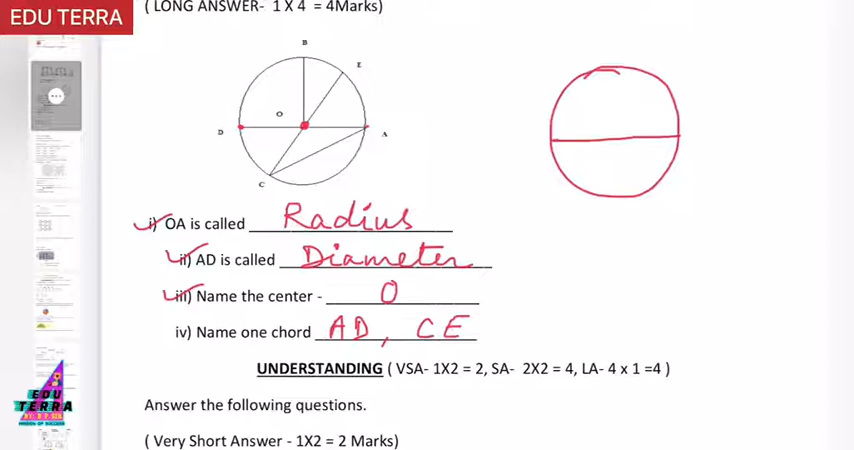 ( LONG ANSWER- 1 X 4 = 4Marks)
EDU TERRA
B
E
O
D
A
C
i) OA is called Radius
ii) AD is called Diameter
iii) Name the center - O
iv) Name one chord AD, CE
UNDERSTANDING ( VSA- 1X2 = 2, SA- 2X2 = 4, LA- 4 x 1 =4 )
EDU
TERRA
Answer the following questions.
( Very Short Answer - 1X2 = 2 Marks)